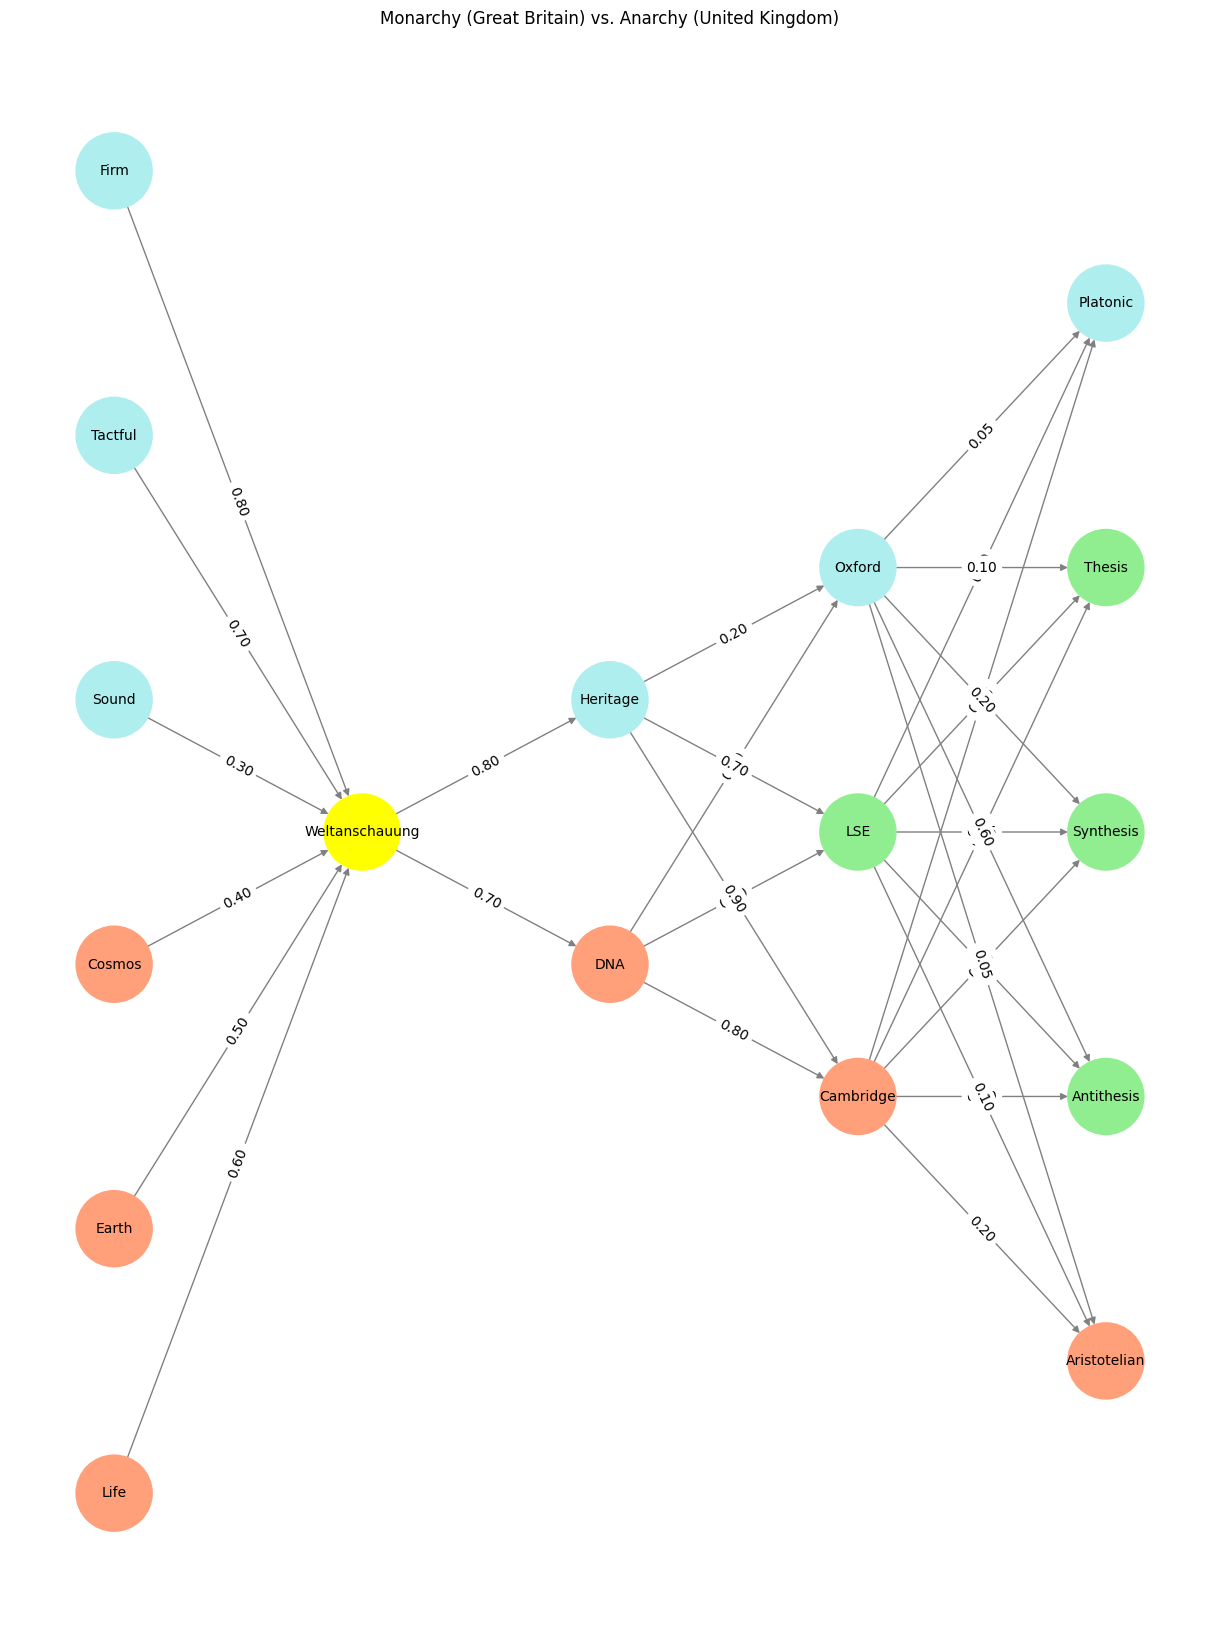 Monarchy (Great Britain) vs. Anarchy (United Kingdom)
Firm
Platonic
Tactful
0.05
0.80
Oxford
0.10
Thesis
0.70
0.20
Sound
Heritage
0.20
0.30
0.80
0.70
Weltanschauung
LSE
0.60
Synthesis
0.40
0.70
0.90
Cosmos
DNA
0.05
0.50
0.80
Cambridge
0.10
Antithesis
0.60
Earth
0.20
Aristotelian
Life